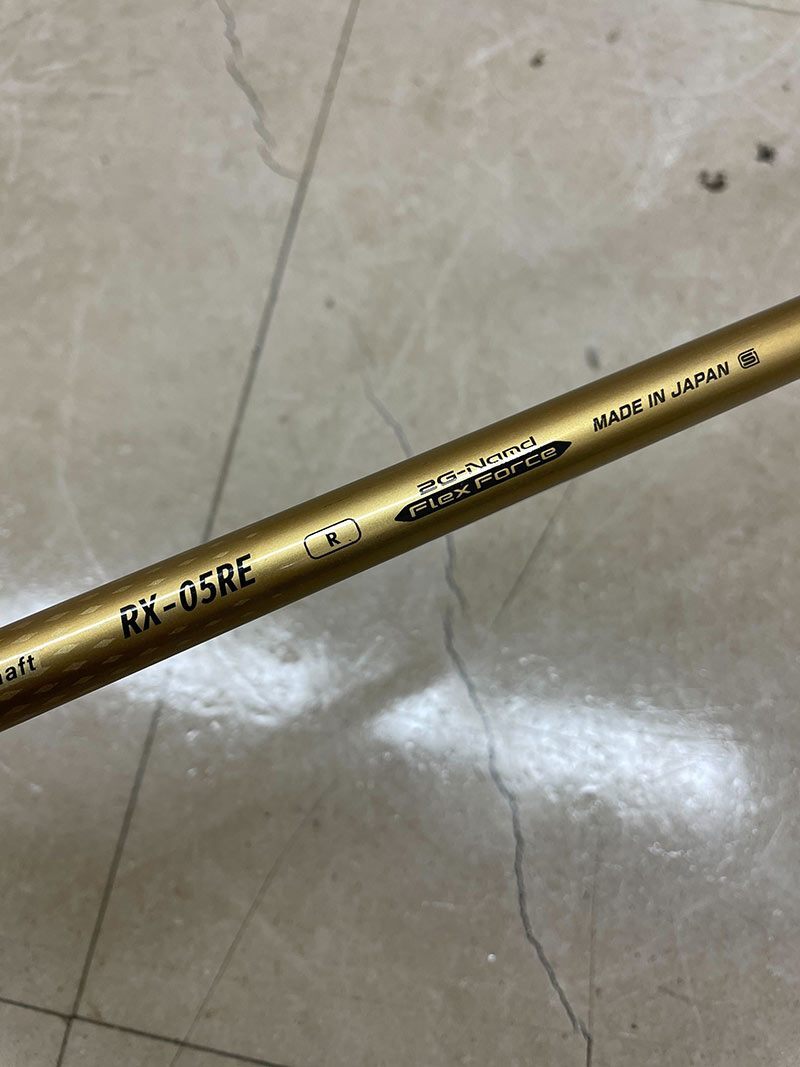 aft
RX-05RE
R
2G-Namd
Flex Force
MADE IN JAPAN S